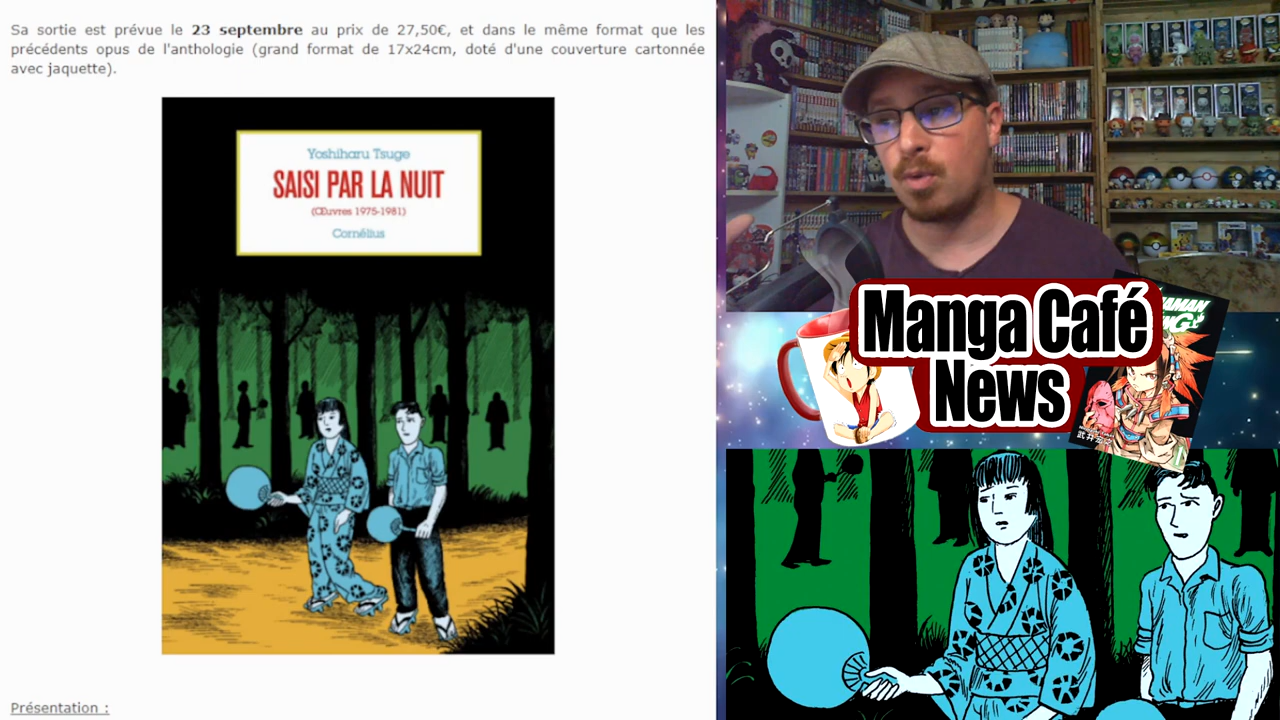 Sa sortie est prévue le 23 septembre au prix de 27,50€, et dans le même format que les
précédents opus de l'anthologie (grand format de 17x24cm, doté d'une couverture cartonnée
avec jaquette).
Yoshiharu Tsuge
SAISI PAR LA NUIT
(Œuvres 1975-1981)
Cornélius
Présentation :
Manga Café
News